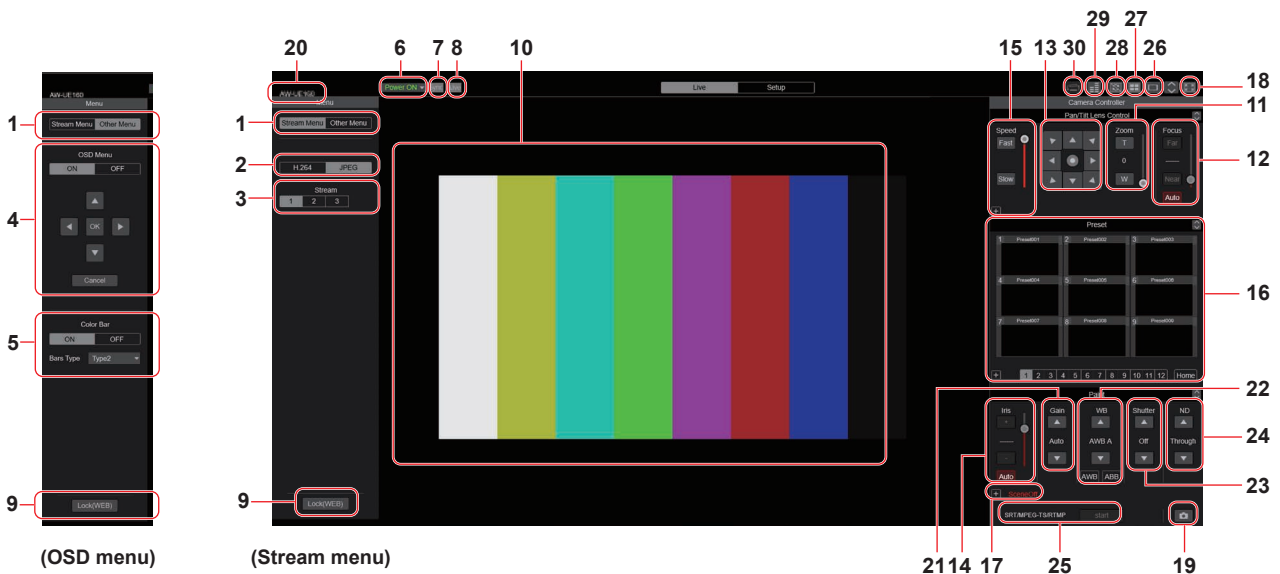 29 27
20 6 7 8 10 15 13 30 28 26
18
AW-UE160
Menu
1 Stream Menu Other Menu
OSD Menu
ON OFF
4
OK
Cancel
5
Color Bar
ON OFF
Bars Type Type2
9 Lock(WEB)
(OSD menu)
AW-UE160
Power ON
Live Setup
Menu
1 Stream Menu Other Menu
2 H.264 JPEG
Stream
3 1 2 3
9 Lock(WEB)
(Stream menu)
Camera Controller
Pan/Tilt Lens Control
11
Speed
Fast
Slow
Zoom
T
0
W
Focus
Far
Near
Auto
12
Preset
1 Preset001 2 Preset002 3 Preset003
4 Preset004 5 Preset005 6 Preset006
7 Preset007 8 Preset008 9 Preset009
16
+ 1 2 3 4 5 6 7 8 9 10 11 12 Home
22
Iris
+
Auto
Gain
Auto
WB
AWB A
AWB ABB
Shutter
Off
ND
Through
24
23
+ SceneOff
SRT/MPEG-TS/RTMP start
21 14 17 25 19